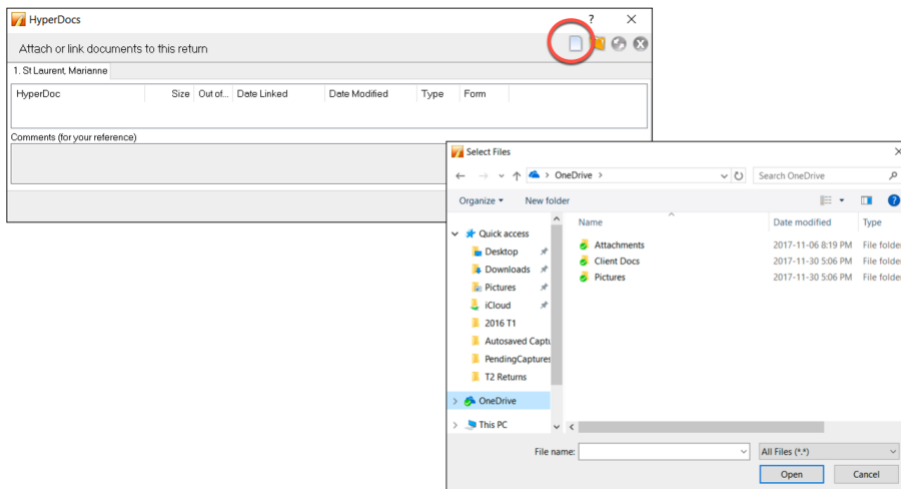 HyperDocs
?
Attach or link documents to this return
1. St Laurent, Marianne
HyperDoc Size Out of... Date Linked Date Modified Type Form
Comments (for your reference)
Select Files
OneDrive
Search OneDrive
Organize New folder
?
Name Date modified Type
Quick access
Desktop
Downloads
Pictures
iCloud
2016 T1
Autosaved Captu
PendingCaptures
T2 Returns
OneDrive
This PC
Attachments 2017-11-06 8:19 PM File folde
Client Docs 2017-11-30 5:06 PM File folde
Pictures 2017-11-30 5:06 PM File folde
File name: All Files (*.*)
Open Cancel